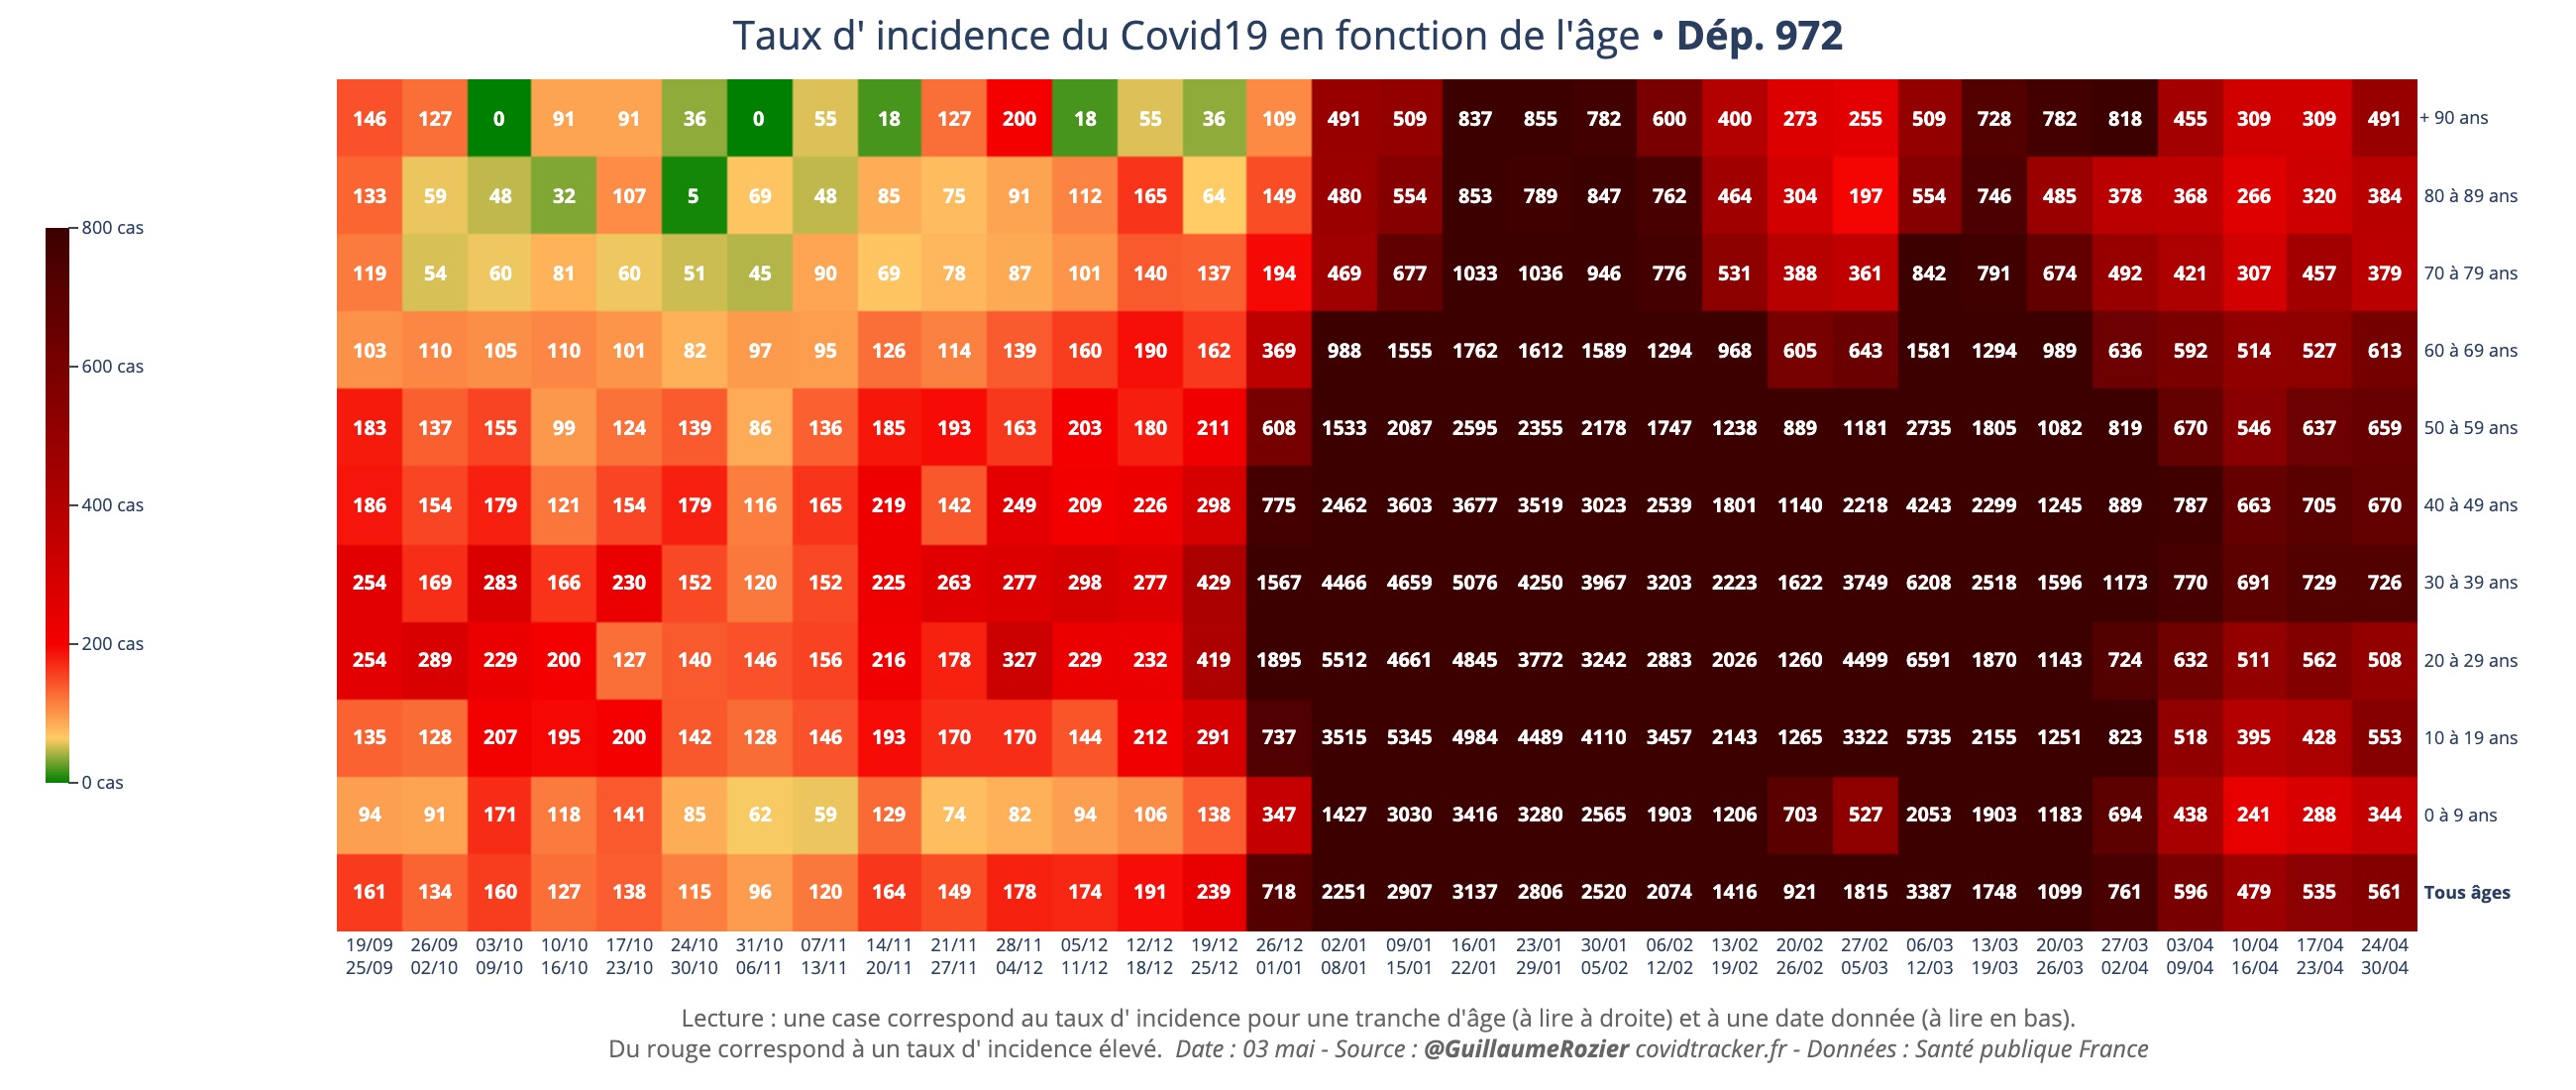 Taux d' incidence du Covid19 en fonction de l'âge • Dép. 972
146 127 0 91 91 36 0 55 18 127 200 18 55 36 109 491 509 837 855 782 600 400 273 255 509 728 782 818 455 309 309 491 + 90 ans
133 59 48 32 107 5 69 48 85 75 91 112 165 64 149 480 554 853 789 847 762 464 304 197 554 746 485 378 368 266 320 384 80 à 89 ans
800 cas
119 54 60 81 60 51 45 90 69 78 87 101 140 137 194 469 677 1033 1036 946 776 531 388 361 842 791 674 492 421 307 457 379 70 à 79 ans
103 110 105 110 101 82 97 95 126 114 139 160 190 162 369 988 1555 1762 1612 1589 1294 968 605 643 1581 1294 989 636 592 514 527 613 60 à 69 ans
600 cas
183 137 155 99 124 139 86 136 185 193 163 203 180 211 608 1533 2087 2595 2355 2178 1747 1238 889 1181 2735 1805 1082 819 670 546 637 659 50 à 59 ans
400 cas
186 154 179 121 154 179 116 165 219 142 249 209 226 298 775 2462 3603 3677 3519 3023 2539 1801 1140 2218 4243 2299 1245 889 787 663 705 670 40 à 49 ans
254 169 283 166 230 152 120 152 225 263 277 298 277 429 1567 4466 4659 5076 4250 3967 3203 2223 1622 3749 6208 2518 1596 1173 770 691 729 726 30 à 39 ans
200 cas
254 289 229 200 127 140 146 156 216 178 327 229 232 419 1895 5512 4661 4845 3772 3242 2883 2026 1260 4499 6591 1870 1143 724 632 511 562 508 20 à 29 ans
135 128 207 195 200 142 128 146 193 170 170 144 212 291 737 3515 5345 4984 4489 4110 3457 2143 1265 3322 5735 2155 1251 823 518 395 428 553 10 à 19 ans
0 cas
94 91 171 118 141 85 62 59 129 74 82 94 106 138 347 1427 3030 3416 3280 2565 1903 1206 703 527 2053 1903 1183 694 438 241 288 344 0 à 9 ans
161 134 160 127 138 115 96 120 164 149 178 174 191 239 718 2251 2907 3137 2806 2520 2074 1416 921 1815 3387 1748 1099 761 596 479 535 561 Tous âges
19/09 26/09 03/10 10/10 17/10 24/10 31/10 07/11 14/11 21/11 28/11 05/12 12/12 19/12 26/12 02/01 09/01 16/01 23/01 30/01 06/02 13/02 20/02 27/02 06/03 13/03 20/03 27/03 03/04 10/04 17/04 24/04
25/09 02/10 09/10 16/10 23/10 30/10 06/11 13/11 20/11 27/11 04/12 11/12 18/12 25/12 01/01 08/01 15/01 22/01 29/01 05/02 12/02 19/02 26/02 05/03 12/03 19/03 26/03 02/04 09/04 16/04 23/04 30/04
Lecture : une case correspond au taux d' incidence pour une tranche d'âge (à lire à droite) et à une date donnée (à lire en bas).
Du rouge correspond à un taux d' incidence élevé. Date : 03 mai - Source : @GuillaumeRozier covidtracker.fr - Données : Santé publique France